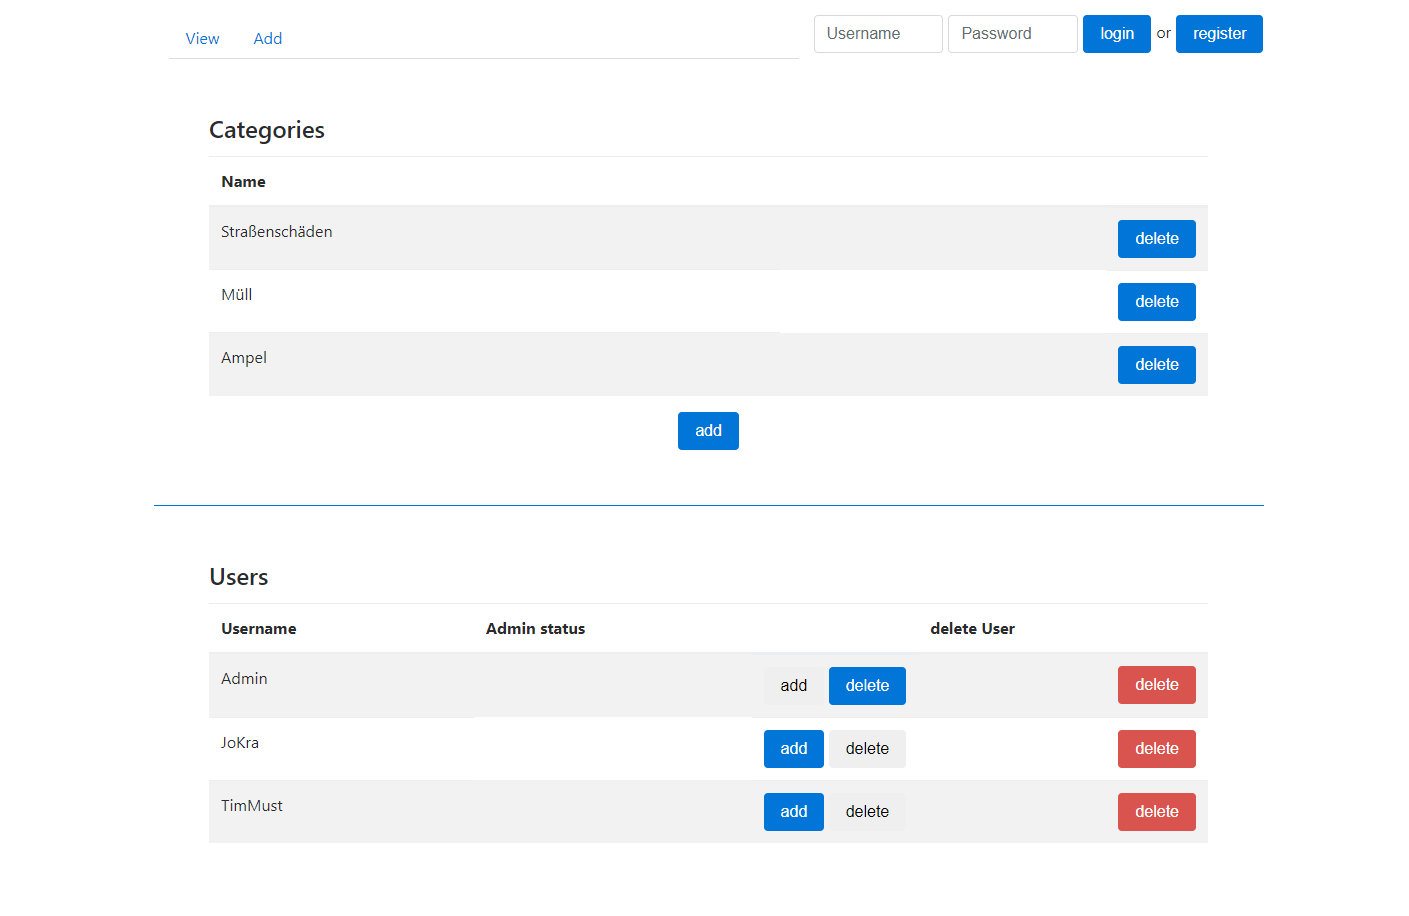 View Add Username Password login or register
Categories
Name
Straßenschäden delete
Müll delete
Ampel delete
add
Users
Username Admin status delete User
Admin add delete delete
JoKra add delete delete
TimMust add delete delete